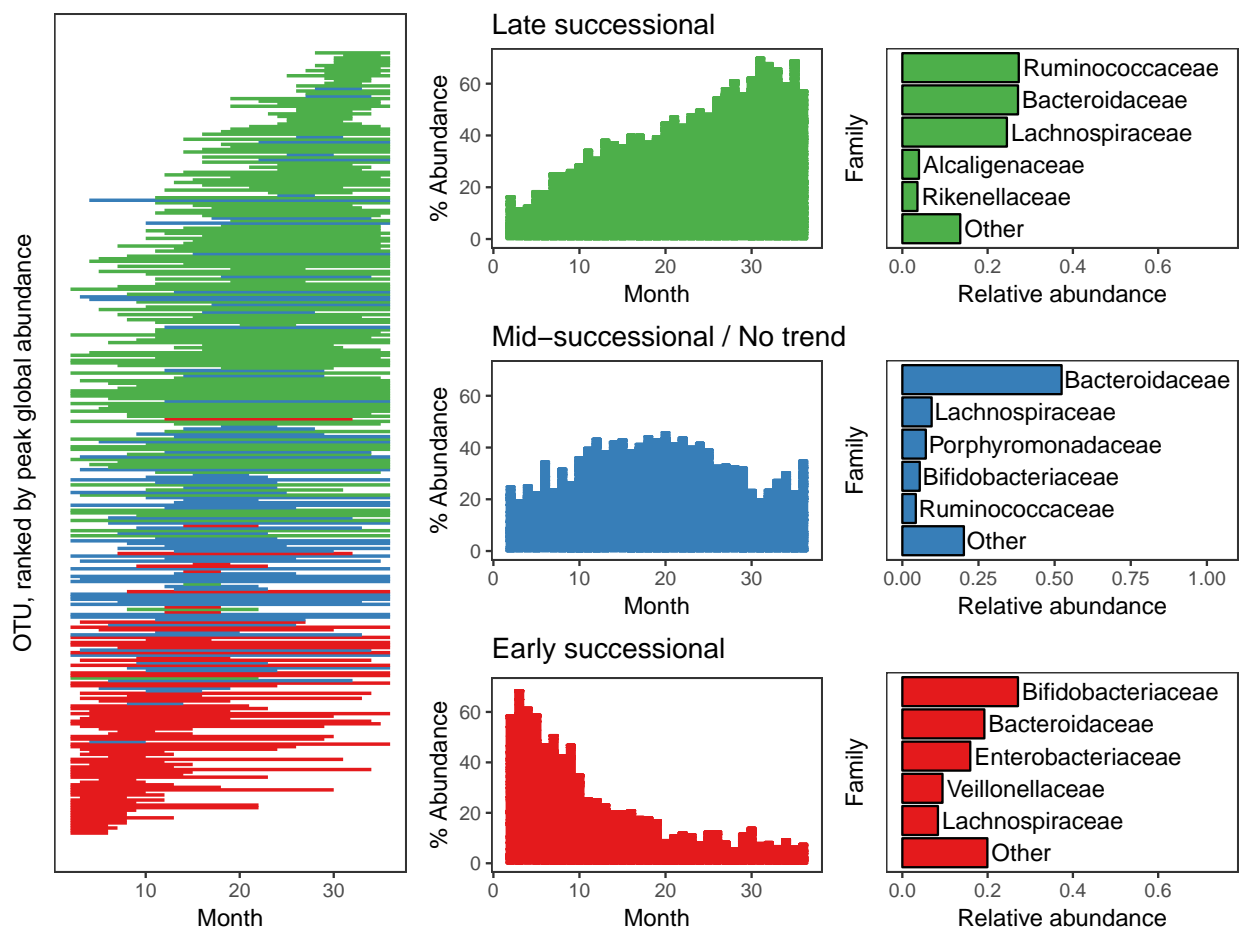 OTU, ranked by peak global abundance
10 20 30
Month
Late successional
% Abundance
60
40
20
0
0 10 20 30
Month
Family
Ruminococcaceae
Bacteroidaceae
Lachnospiraceae
Alcaligenaceae
Rikenellaceae
Other
0.0 0.2 0.4 0.6
Relative abundance
Mid−successional / No trend
% Abundance
60
40
20
0
0 10 20 30
Month
Family
Bacteroidaceae
Lachnospiraceae
Porphyromonadaceae
Bifidobacteriaceae
Ruminococcaceae
Other
0.00 0.25 0.50 0.75 1.00
Relative abundance
Early successional
% Abundance
60
40
20
0
0 10 20 30
Month
Family
Bifidobacteriaceae
Bacteroidaceae
Enterobacteriaceae
Veillonellaceae
Lachnospiraceae
Other
0.0 0.2 0.4 0.6
Relative abundance